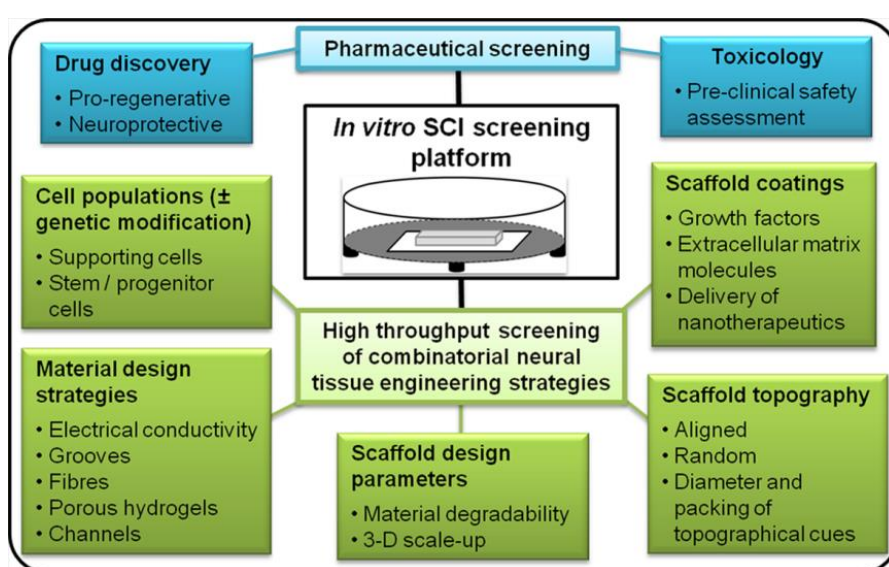 Pharmaceutical screening
Drug discovery
• Pro-regenerative
• Neuroprotective
Toxicology
• Pre-clinical safety
assessment
In vitro SCI screening
platform
Cell populations (±
genetic modification)
• Supporting cells
• Stem / progenitor
cells
Scaffold coatings
• Growth factors
• Extracellular matrix
molecules
• Delivery of
nanotherapeutics
High throughput screening
of combinatorial neural
tissue engineering strategies
Material design
strategies
• Electrical conductivity
• Grooves
• Fibres
• Porous hydrogels
• Channels
Scaffold design
parameters
• Material degradability
• 3-D scale-up
Scaffold topography
• Aligned
• Random
• Diameter and
packing of
topographical cues